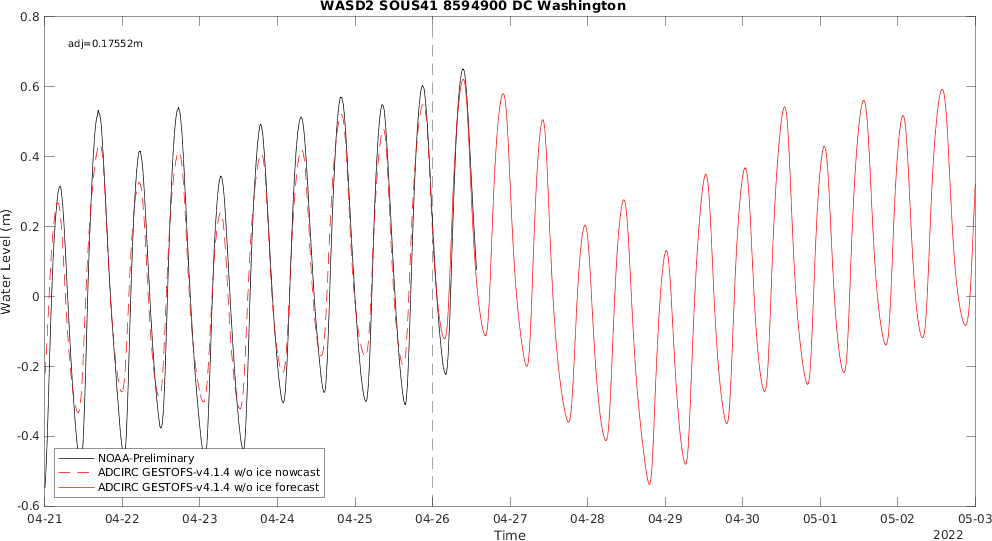 WASD2 SOUS41 8594900 DC Washington
0.8
adj=0.17552m
0.6
0.4
0.2
0
-0.2
-0.4
-0.6
Water Level (m)
NOAA-Preliminary
ADCIRC GESTOFS-v4.1.4 w/o ice nowcast
ADCIRC GESTOFS-v4.1.4 w/o ice forecast
04-21 04-22 04-23 04-24 04-25 04-26 04-27 04-28 04-29 04-30 05-01 05-02 05-03
Time
2022